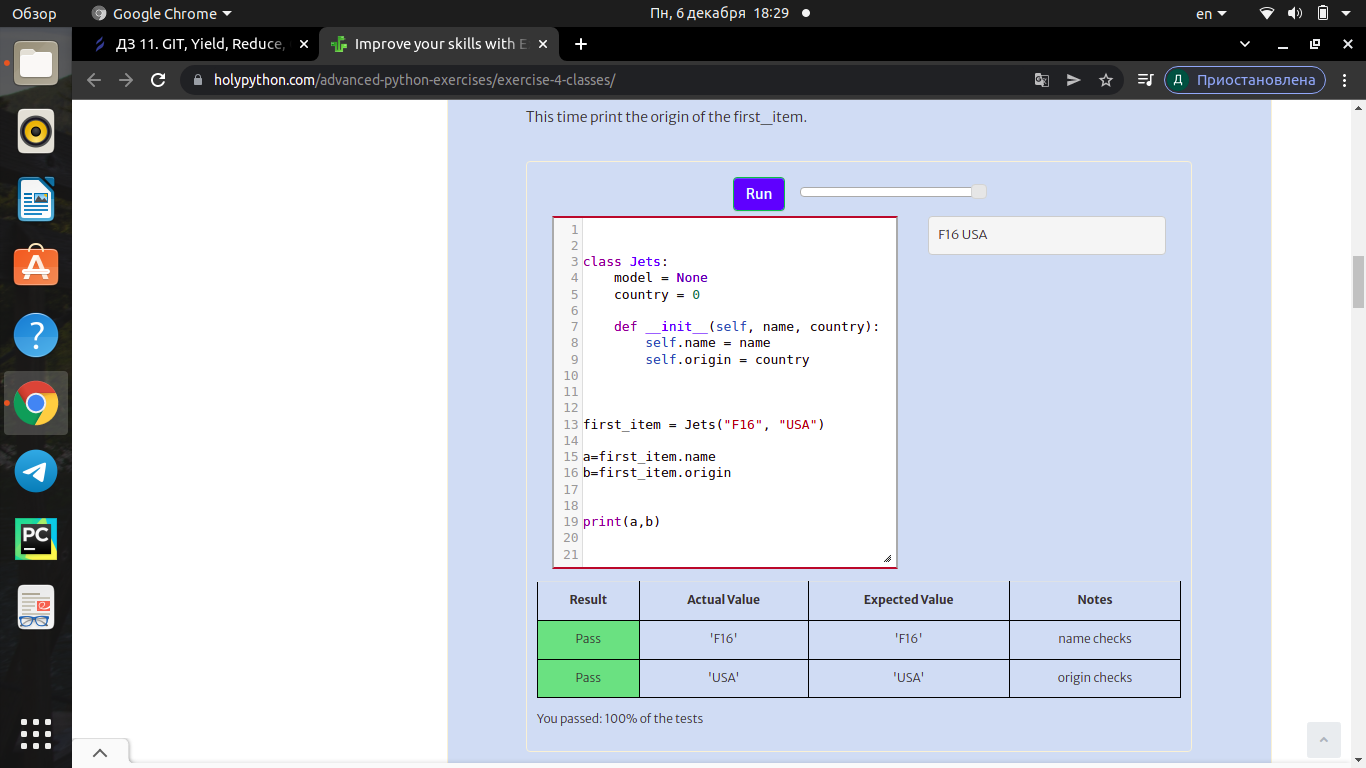 Обзор
Google Chrome
Пн, 6 декабря 18:29
en
ДЗ 11. GIT, Yield, Reduce,
Improve your skills with E
holypython.com/advanced-python-exercises/exercise-4-classes/
Д
Приостановлена
This time print the origin of the first_item.
Run
F16 USA
1
2
3 class Jets:
4 model = None
5 country = 0
6
7 def __init__(self, name, country):
8 self.name = name
9 self.origin = country
10
11
12
13 first_item = Jets("F16", "USA")
14
15 a=first_item.name
16 b=first_item.origin
17
18
19 print(a,b)
20
21
Result Actual Value Expected Value Notes
Pass 'F16' 'F16' name checks
Pass 'USA' 'USA' origin checks
You passed: 100% of the tests
PC